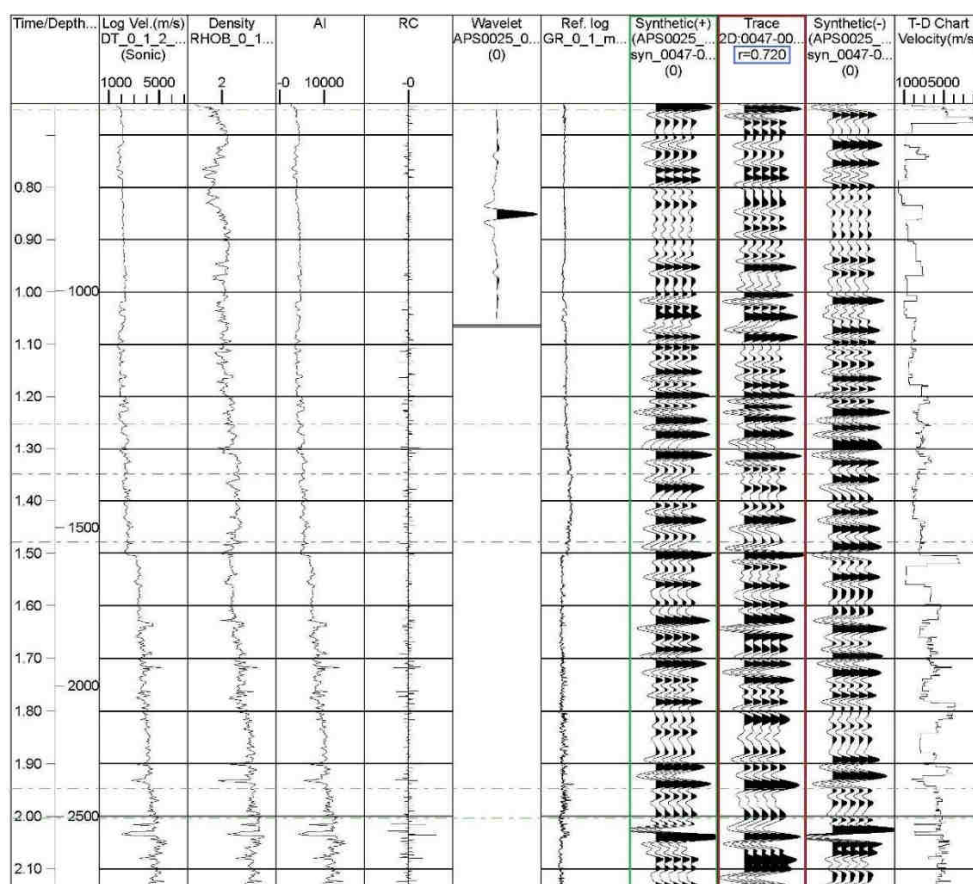 Time/Depth...
Log Vel.(m/s)
DT_0_1_2_...
(Sonic)
1000 5000
Density
RHOB_0_1...
2
AI
-0 10000
RC
-0
Wavelet
APS0025_0...
(0)
Ref. log
GR_0_1_m...
Synthetic(+)
(APS0025_...
syn_0047-0...
(0)
Trace
2D:0047-00...
r=0.720
Synthetic(-)
(APS0025_...
syn_0047-0...
(0)
T-D Chart
Velocity(m/s
10005000
0.80
0.90
1.00 1000
1.10
1.20
1.30
1.40
1500
1.50
1.60
1.70
2000
1.80
1.90
2.00 2500
2.10